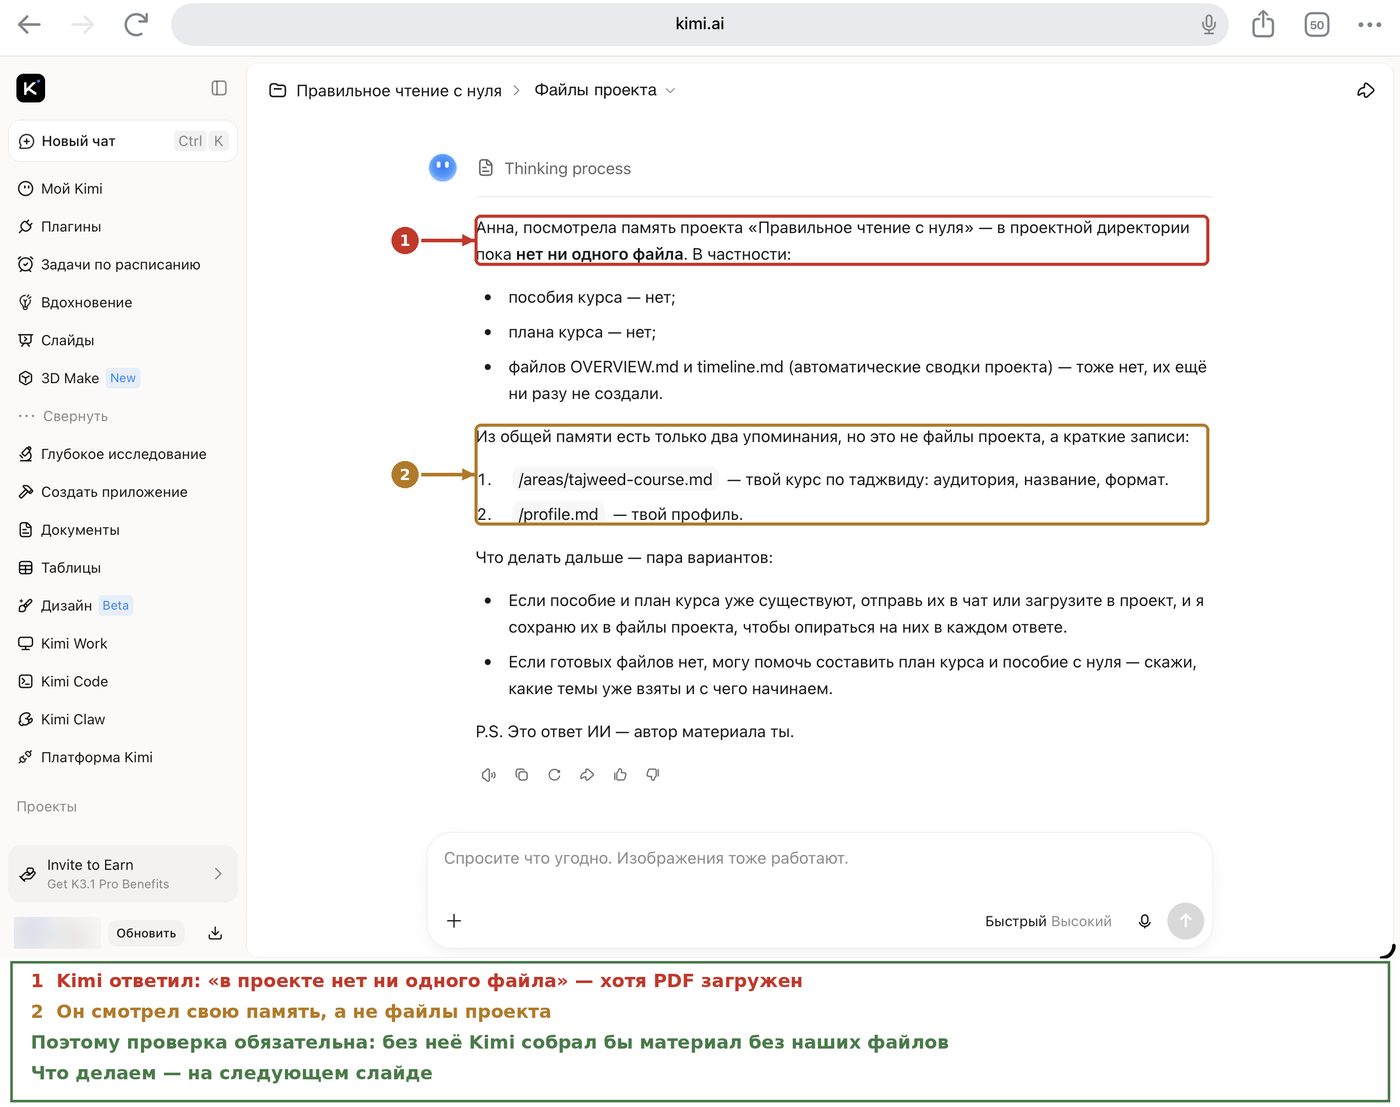 kimi.ai
50
Правильное чтение с нуля > Файлы проекта
Новый чат Ctrl K
Мой Kimi
Плагины
Задачи по расписанию
Вдохновение
Слайды
3D Make New
··· Свернуть
Глубокое исследование
Создать приложение
Документы
Таблицы
Дизайн Beta
Kimi Work
Kimi Code
Kimi Claw
Платформа Kimi
Проекты
Invite to Earn
Get K3.1 Pro Benefits
Обновить
Thinking process
1
Анна, посмотрела память проекта «Правильное чтение с нуля» — в проектной директории
пока нет ни одного файла. В частности:
• пособия курса — нет;
• плана курса — нет;
• файлов OVERVIEW.md и timeline.md (автоматические сводки проекта) — тоже нет, их ещё
ни разу не создали.
2
Из общей памяти есть только два упоминания, но это не файлы проекта, а краткие записи:
1. /areas/tajweed-course.md — твой курс по таджвиду: аудитория, название, формат.
2. /profile.md — твой профиль.
Что делать дальше — пара вариантов:
• Если пособие и план курса уже существуют, отправь их в чат или загрузите в проект, и я
сохраню их в файлы проекта, чтобы опираться на них в каждом ответе.
• Если готовых файлов нет, могу помочь составить план курса и пособие с нуля — скажи,
какие темы уже взяты и с чего начинаем.
P.S. Это ответ ИИ — автор материала ты.
Спросите что угодно. Изображения тоже работают.
Быстрый Высокий
1 Kimi ответил: «в проекте нет ни одного файла» — хотя PDF загружен
2 Он смотрел свою память, а не файлы проекта
Поэтому проверка обязательна: без неё Kimi собрал бы материал без наших файлов
Что делаем — на следующем слайде